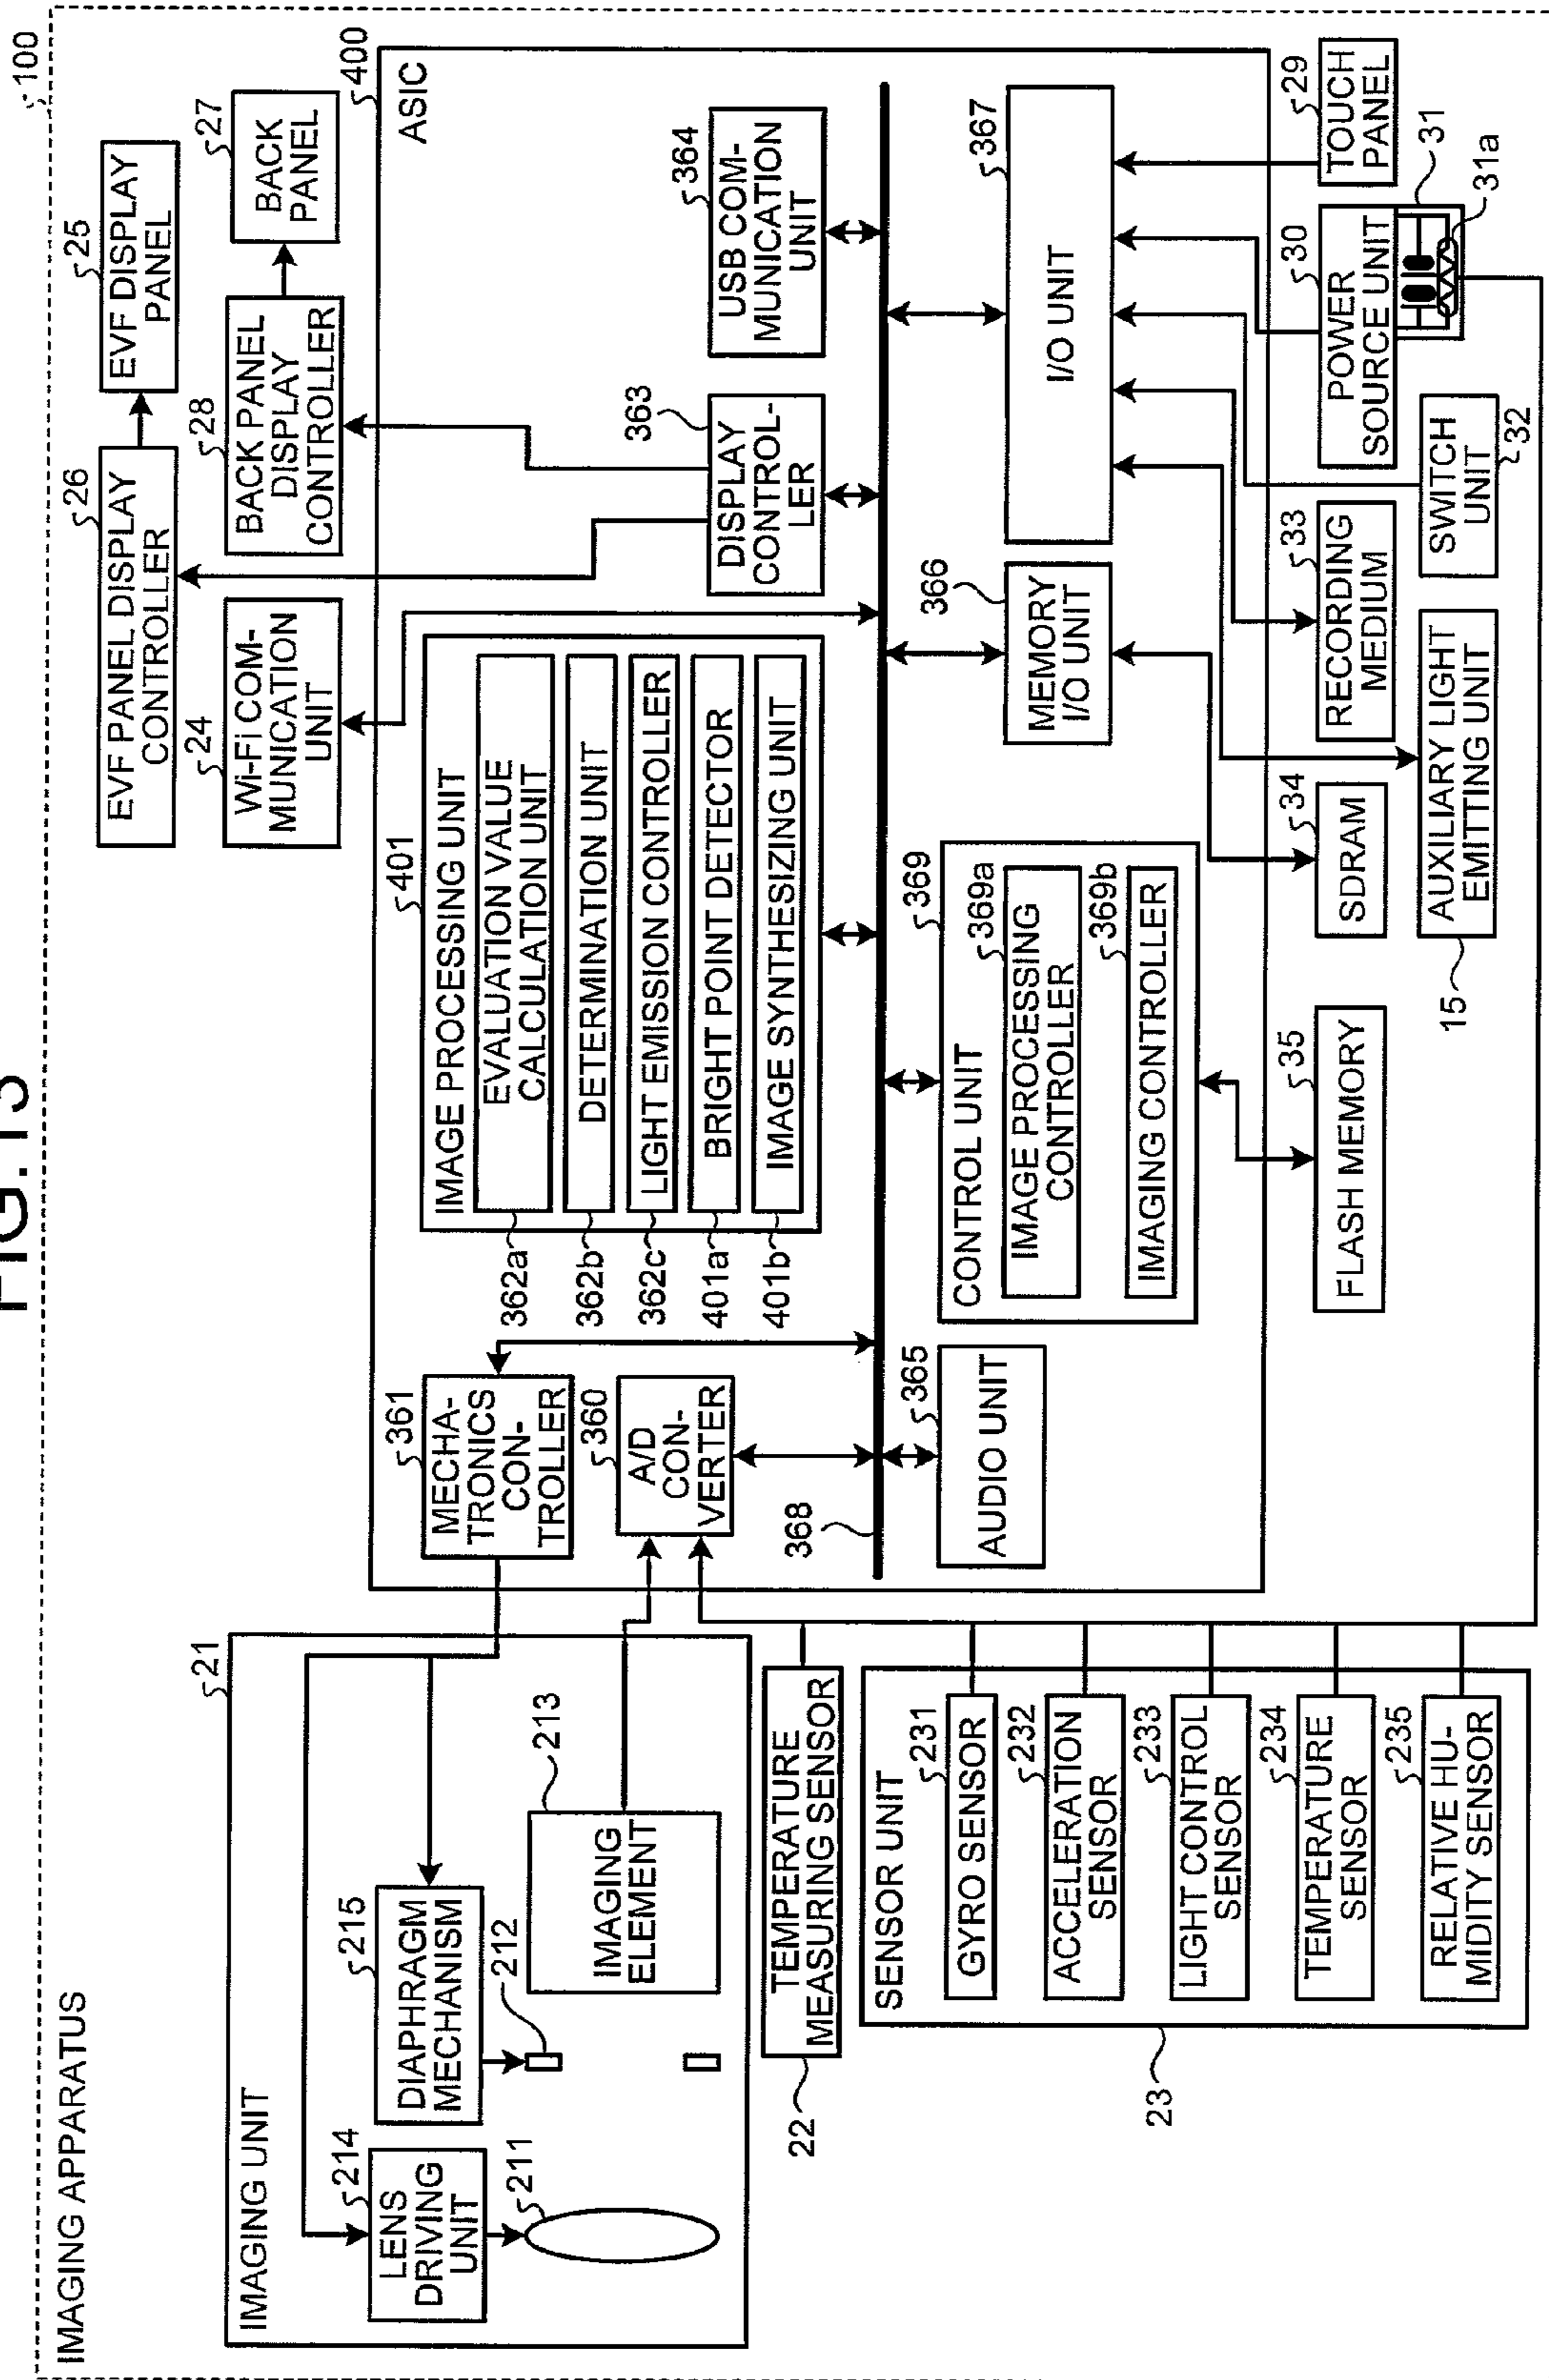 100
IMAGING APPARATUS
21
IMAGING UNIT
214
LENS
DRIVING
UNIT
211
215
DIAPHRAGM
MECHANISM
212
213
IMAGING
ELEMENT
22
TEMPERATURE
MEASURING SENSOR
23
SENSOR UNIT
231
GYRO SENSOR
232
ACCELERATION
SENSOR
233
LIGHT CONTROL
SENSOR
234
TEMPERATURE
SENSOR
235
RELATIVE HU-
MIDITY SENSOR
26
EVF PANEL DISPLAY
CONTROLLER
25
EVF DISPLAY
PANEL
24
Wi-Fi COM-
MUNICATION
UNIT
28
BACK PANEL
DISPLAY
CONTROLLER
27
BACK
PANEL
400
ASIC
361
MECHA-
TRONICS
CON-
TROLLER
360
A/D
CON-
VERTER
401
IMAGE PROCESSING UNIT
362a
EVALUATION VALUE
CALCULATION UNIT
362b
DETERMINATION UNIT
362c
LIGHT EMISSION CONTROLLER
401a
BRIGHT POINT DETECTOR
401b
IMAGE SYNTHESIZING UNIT
363
DISPLAY
CONTROL-
LER
364
USB COM-
MUNICATION
UNIT
368
365
AUDIO UNIT
369
CONTROL UNIT
369a
IMAGE PROCESSING
CONTROLLER
369b
IMAGING CONTROLLER
366
MEMORY
I/O UNIT
367
I/O UNIT
35
FLASH MEMORY
34
SDRAM
33
RECORDING
MEDIUM
30
POWER
SOURCE UNIT
29
TOUCH
PANEL
31
31a
15
AUXILIARY LIGHT
EMITTING UNIT
SWITCH
UNIT
32